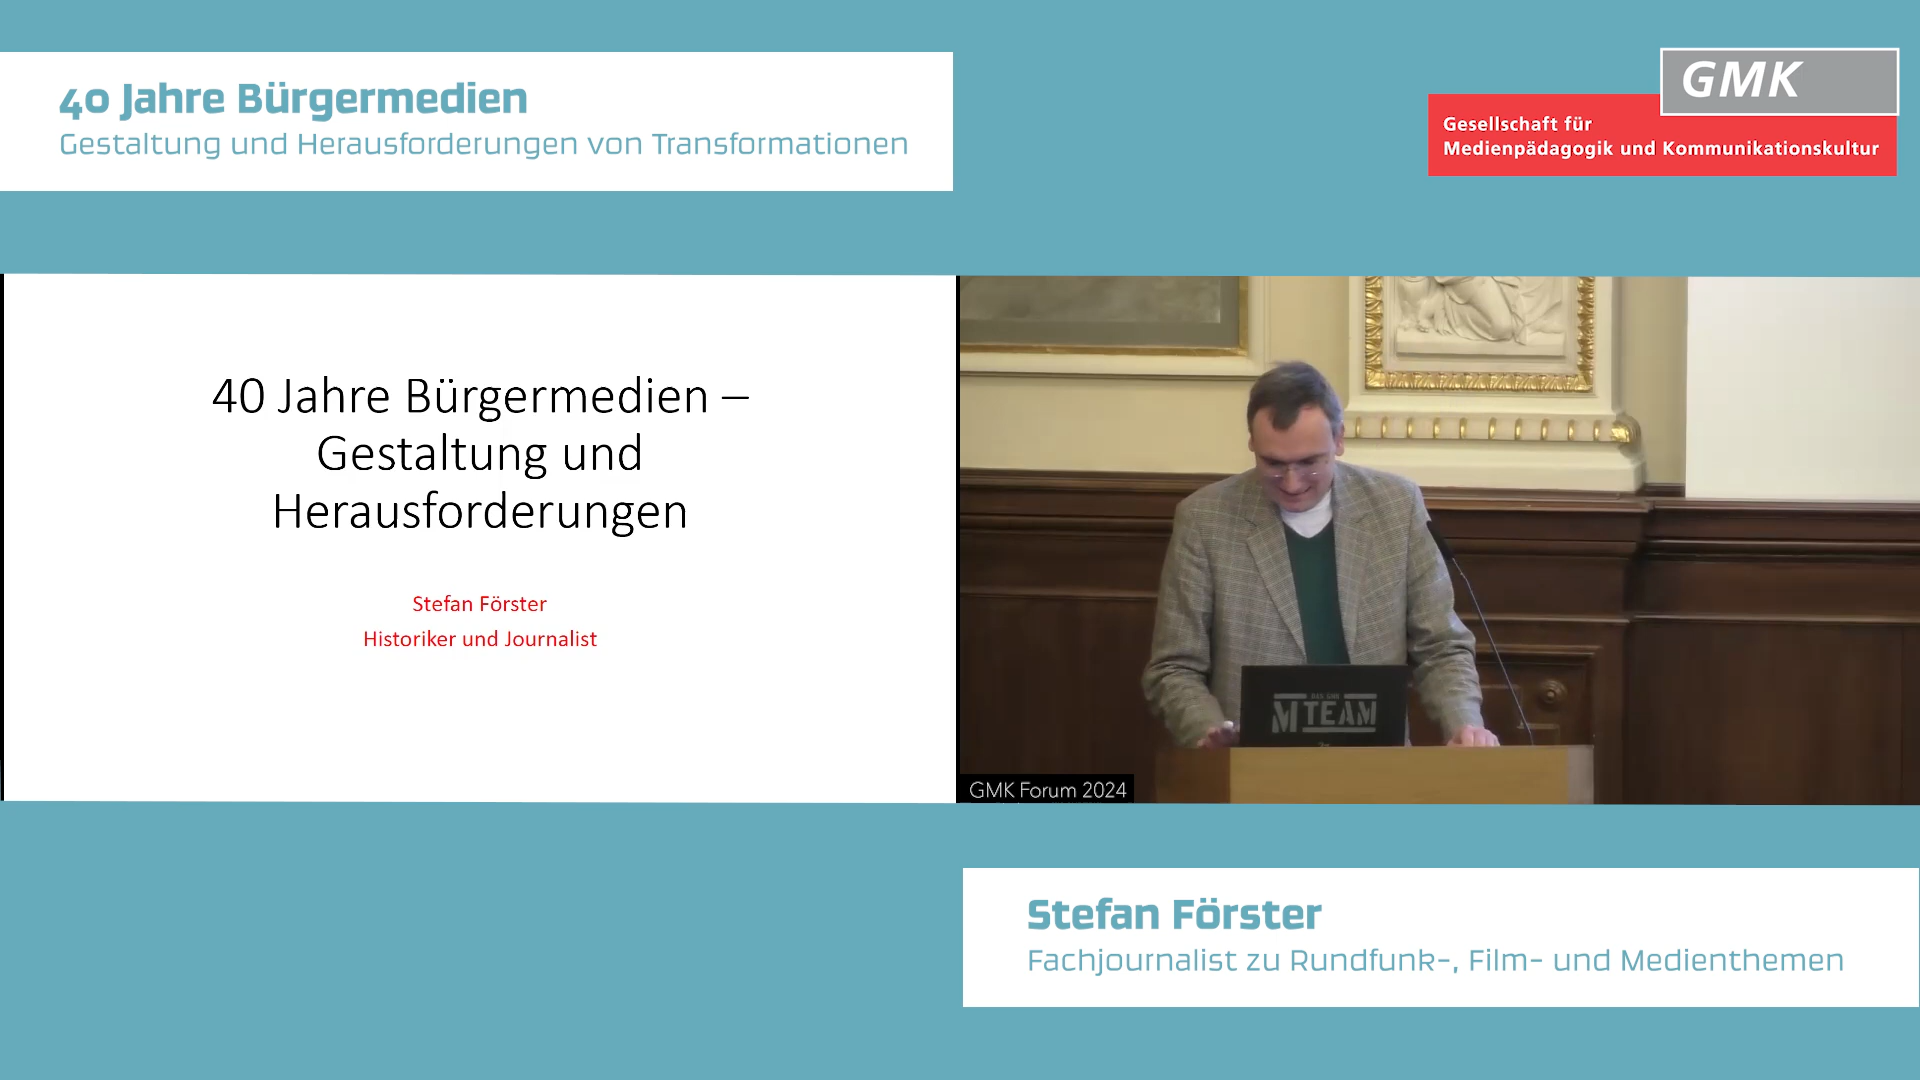 40 Jahre Bürgermedien
Gestaltung und Herausforderungen von Transformationen
GMK
Gesellschaft für
Medienpädagogik und Kommunikationskultur
40 Jahre Bürgermedien –
Gestaltung und
Herausforderungen
Stefan Förster
Historiker und Journalist
M TEAM
GMK Forum 2024
Stefan Förster
Fachjournalist zu Rundfunk-, Film- und Medienthemen